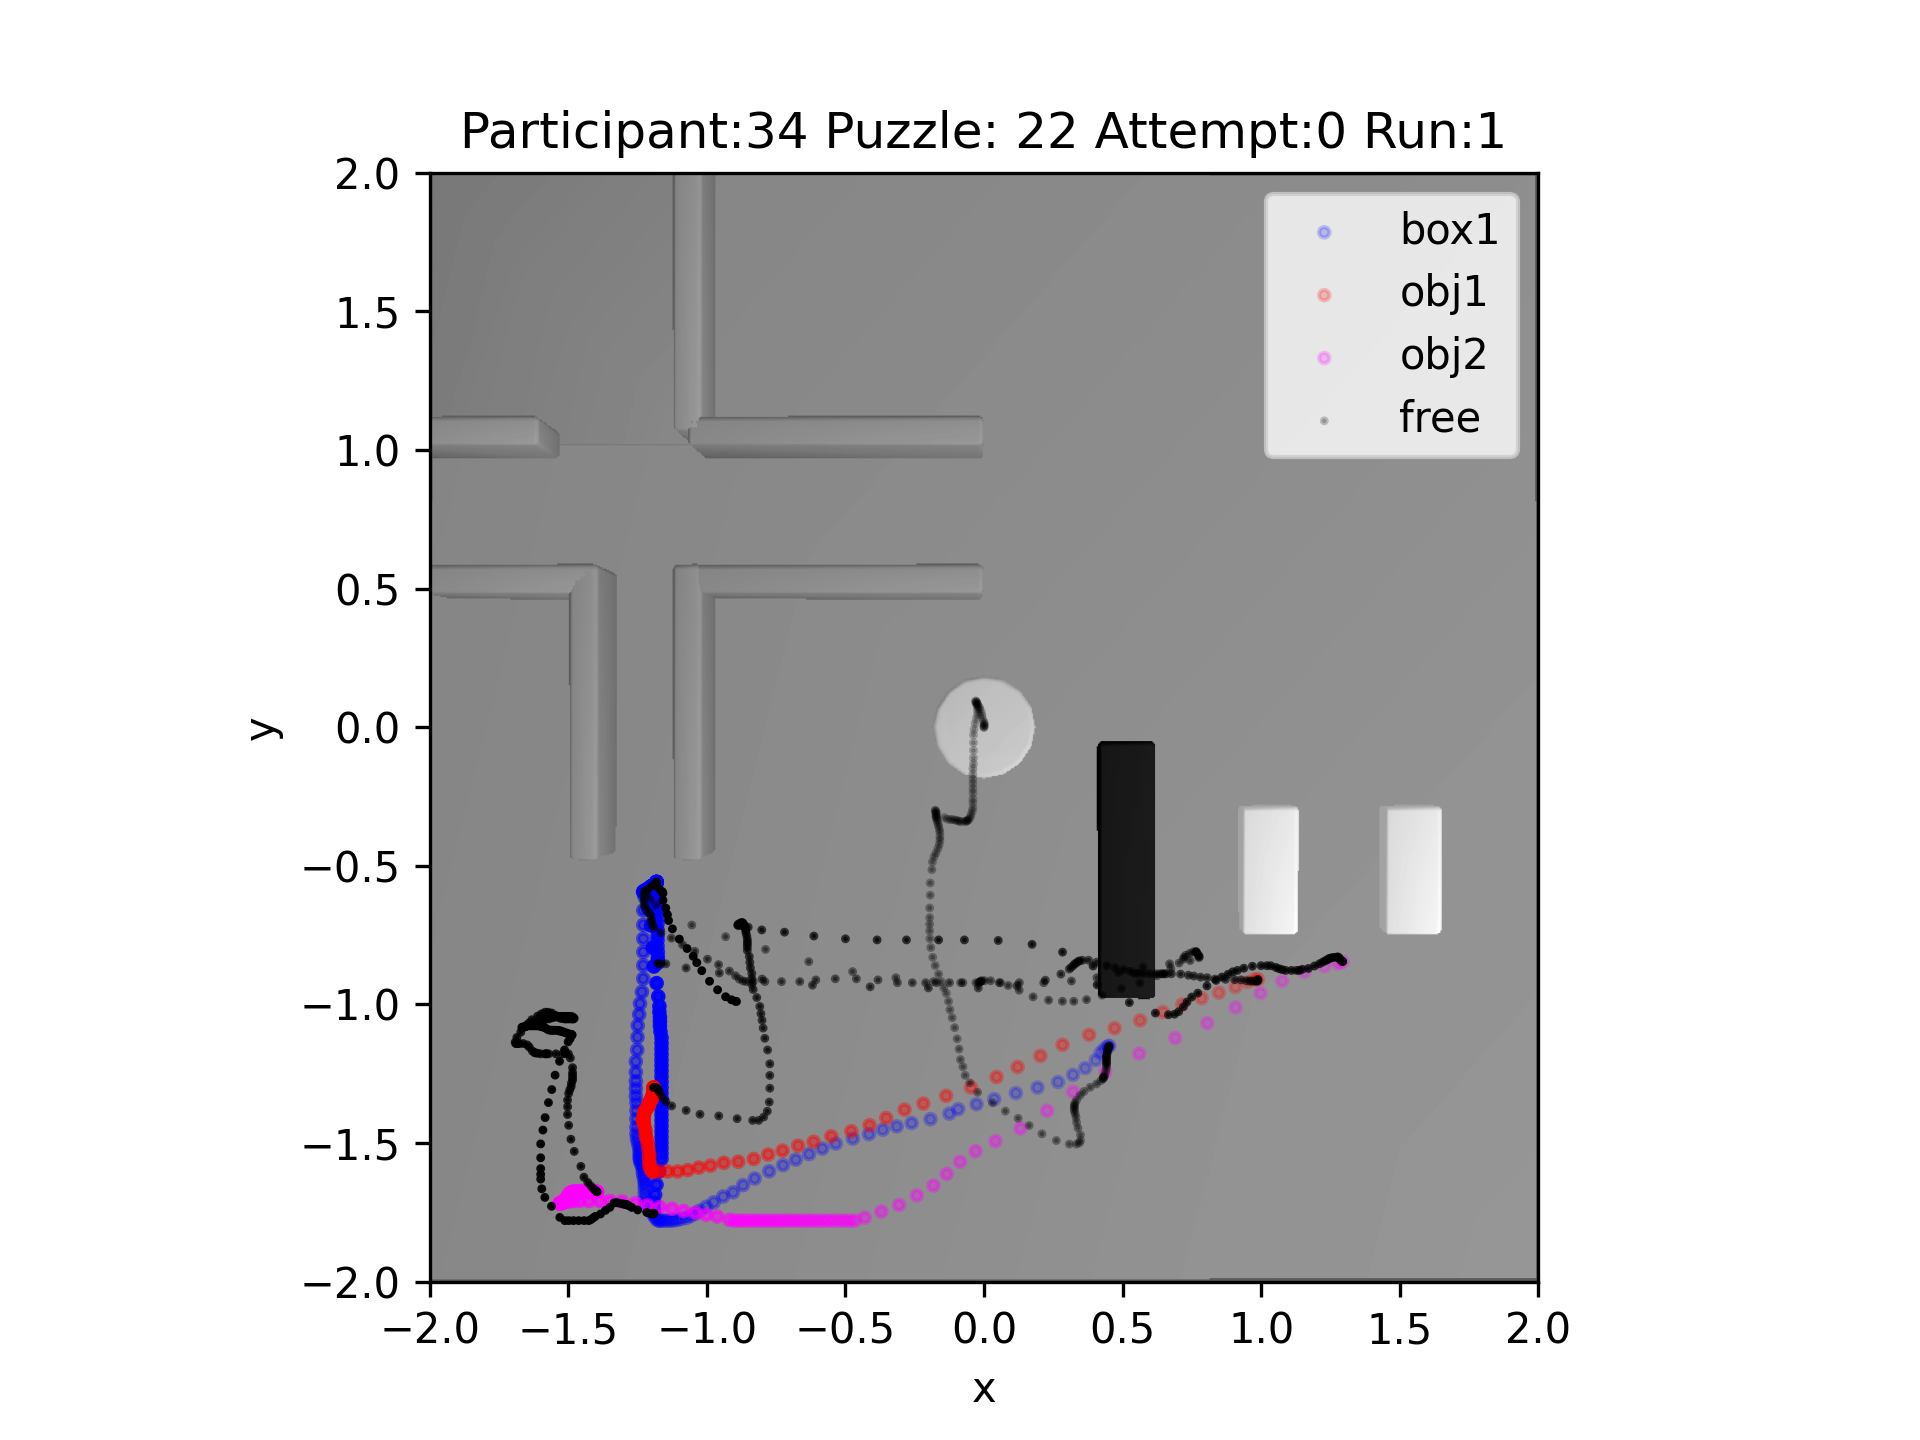 Participant:34 Puzzle: 22 Attempt:0 Run:1
box1
obj1
obj2
free
2.0
1.5
1.0
0.5
0.0
−0.5
−1.0
−1.5
−2.0
y
−2.0 −1.5 −1.0 −0.5 0.0 0.5 1.0 1.5 2.0
x